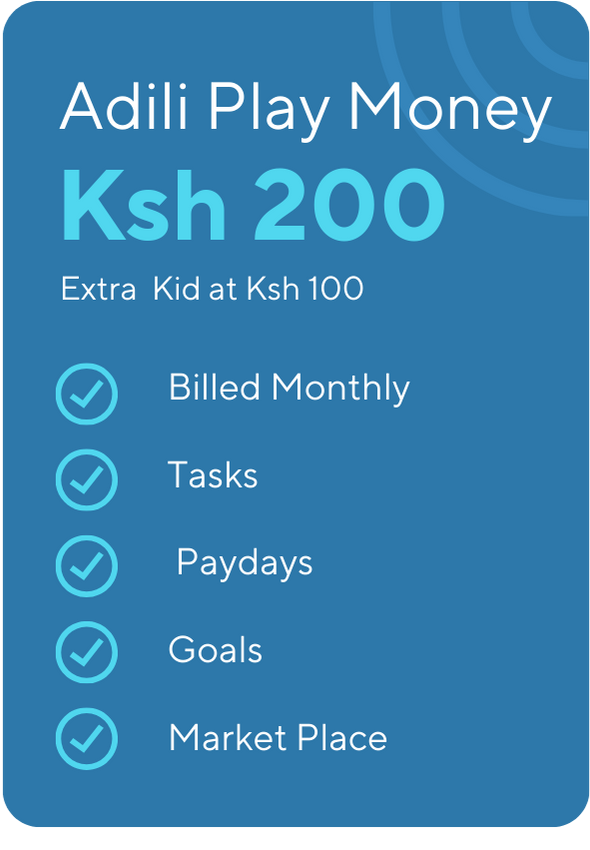 Adili Play Money
Ksh 200
Extra Kid at Ksh 100
Billed Monthly
Tasks
Paydays
Goals
Market Place